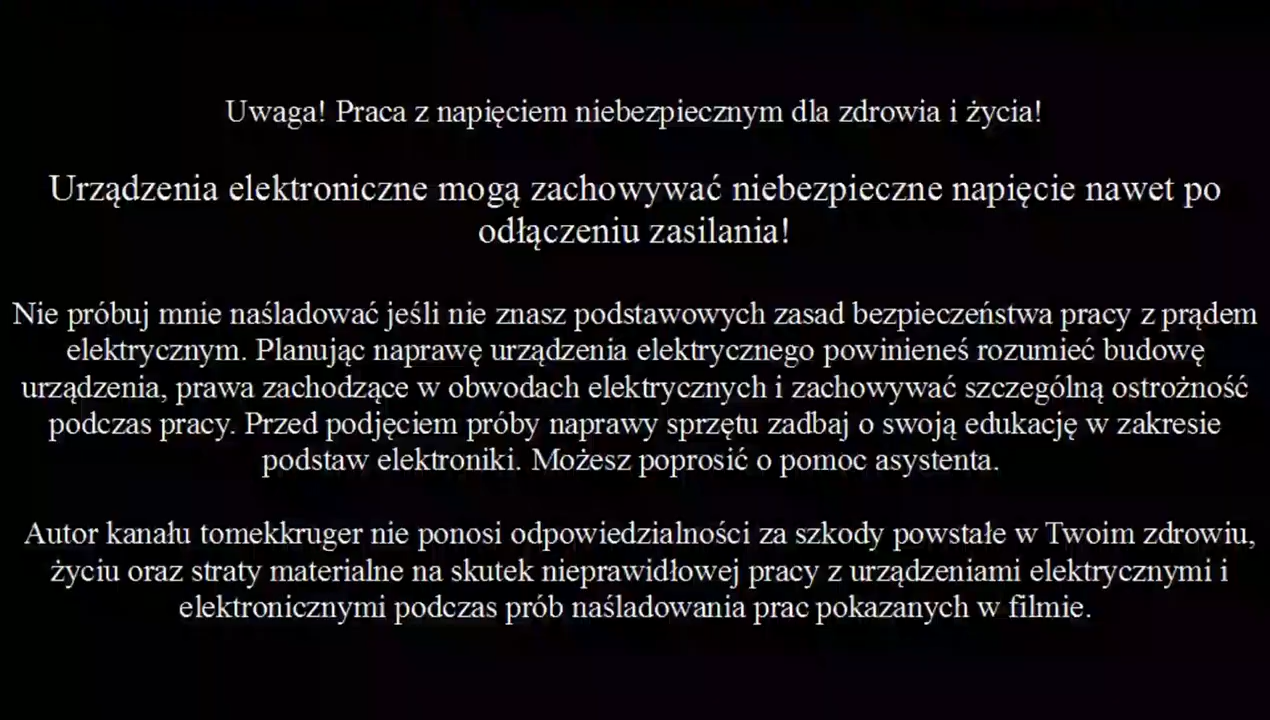 Uwaga! Praca z napięciem niebezpiecznym dla zdrowia i życia!
Urządzenia elektroniczne mogą zachowywać niebezpieczne napięcie nawet po
odłączeniu zasilania!
Nie próbuj mnie naśladować jeśli nie znasz podstawowych zasad bezpieczeństwa pracy z prądem
elektrycznym. Planując naprawę urządzenia elektrycznego powinieneś rozumieć budowę
urządzenia, prawa zachodzące w obwodach elektrycznych i zachowywać szczególną ostrożność
podczas pracy. Przed podjęciem próby naprawy sprzętu zadbaj o swoją edukację w zakresie
podstaw elektroniki. Możesz poprosić o pomoc asystenta.
Autor kanału tomekkruger nie ponosi odpowiedzialności za szkody powstałe w Twoim zdrowiu,
życiu oraz straty materialne na skutek nieprawidłowej pracy z urządzeniami elektrycznymi i
elektronicznymi podczas prób naśladowania prac pokazanych w filmie.